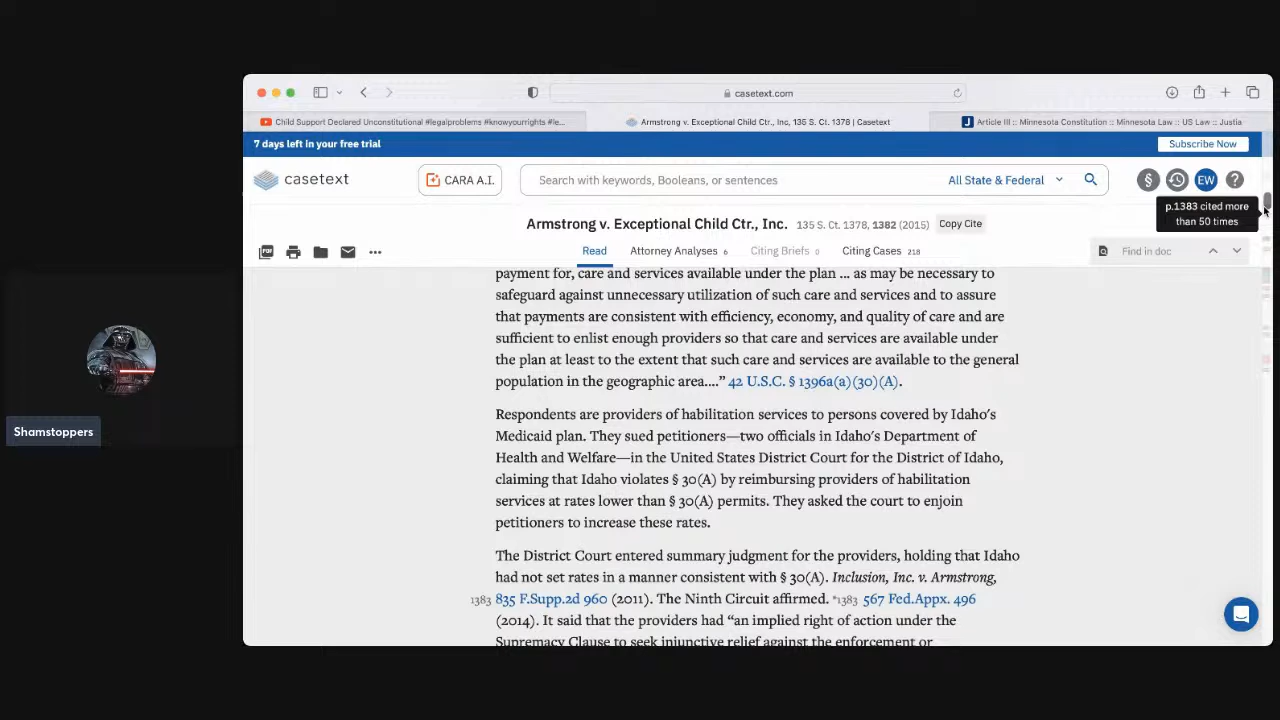 casetext.com
Child Support Declared Unconstitutional #legalproblems #knowyourrights #le...
Armstrong v. Exceptional Child Ctr., Inc, 135 S. Ct. 1378 | Casetext
Article III :: Minnesota Constitution :: Minnesota Law :: US Law :: Justia
7 days left in your free trial
Subscribe Now
casetext
CARA A.I.
Search with keywords, Booleans, or sentences
All State & Federal
§
EW
?
p.1383 cited more
than 50 times
Armstrong v. Exceptional Child Ctr., Inc. 135 S. Ct. 1378, 1382 (2015) Copy Cite
PDF
Read
Attorney Analyses 6
Citing Briefs 0
Citing Cases 218
Find in doc
payment for, care and services available under the plan ... as may be necessary to
safeguard against unnecessary utilization of such care and services and to assure
that payments are consistent with efficiency, economy, and quality of care and are
sufficient to enlist enough providers so that care and services are available under
the plan at least to the extent that such care and services are available to the general
population in the geographic area....” 42 U.S.C. § 1396a(a)(30)(A).
Respondents are providers of habilitation services to persons covered by Idaho's
Medicaid plan. They sued petitioners—two officials in Idaho's Department of
Health and Welfare—in the United States District Court for the District of Idaho,
claiming that Idaho violates § 30(A) by reimbursing providers of habilitation
services at rates lower than § 30(A) permits. They asked the court to enjoin
petitioners to increase these rates.
The District Court entered summary judgment for the providers, holding that Idaho
had not set rates in a manner consistent with § 30(A). Inclusion, Inc. v. Armstrong,
1383 835 F.Supp.2d 960 (2011). The Ninth Circuit affirmed. *1383 567 Fed.Appx. 496
(2014). It said that the providers had “an implied right of action under the
Supremacy Clause to seek injunctive relief against the enforcement or
Shamstoppers